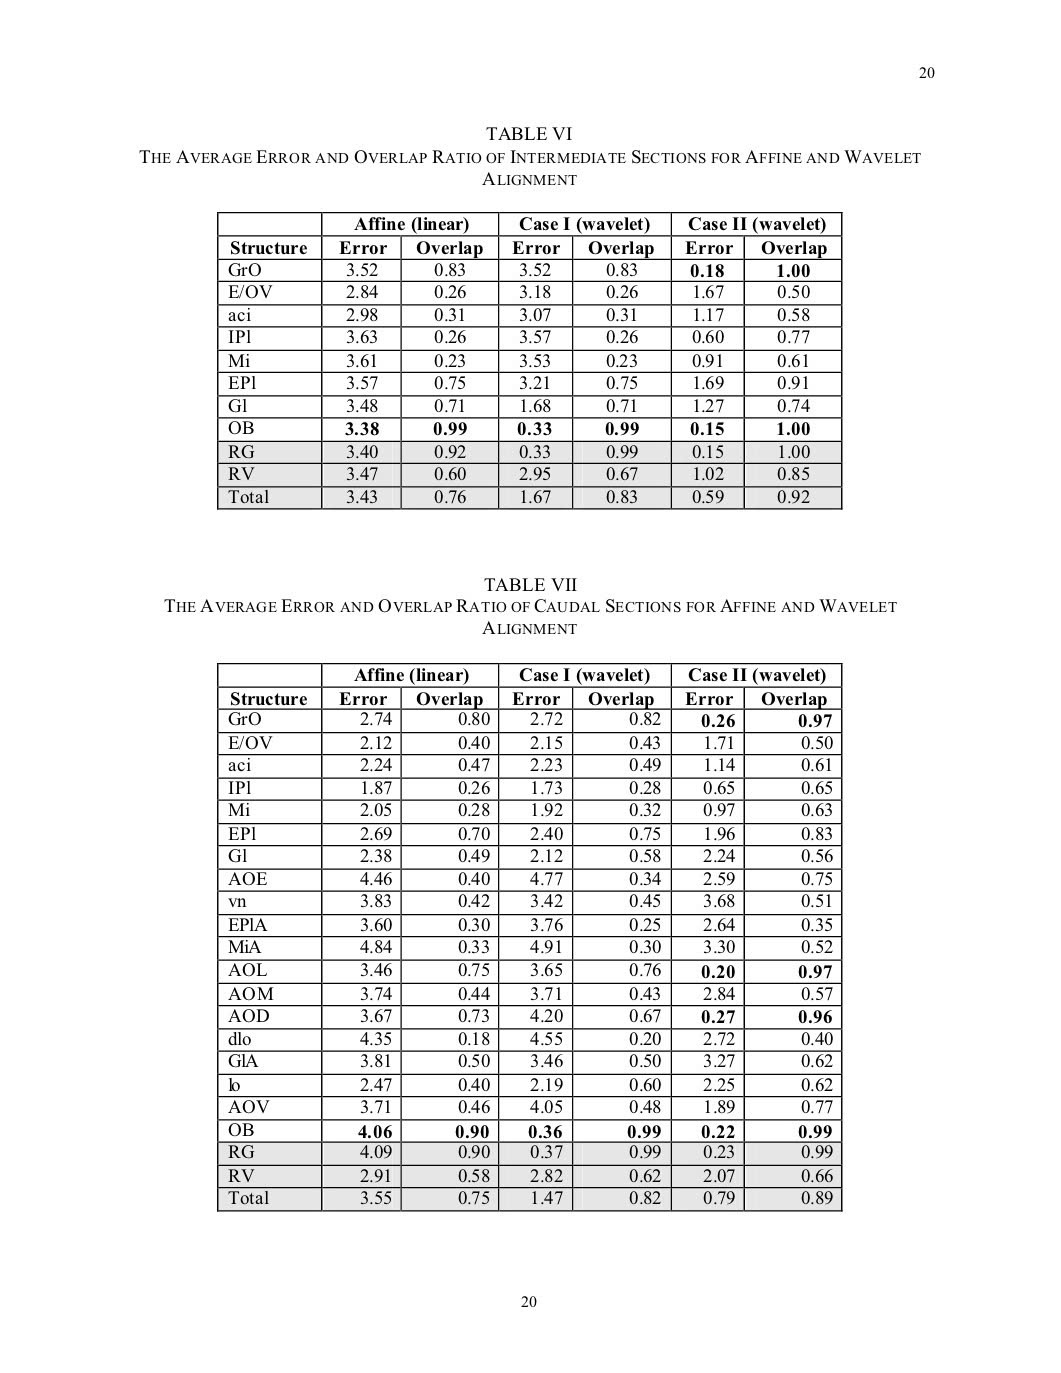 20
TABLE VI
THE AVERAGE ERROR AND OVERLAP RATIO OF INTERMEDIATE SECTIONS FOR AFFINE AND WAVELET
ALIGNMENT
Affine (linear) Case I (wavelet) Case II (wavelet)
Structure Error Overlap Error Overlap Error Overlap
GrO 3.52 0.83 3.52 0.83 0.18 1.00
E/OV 2.84 0.26 3.18 0.26 1.67 0.50
aci 2.98 0.31 3.07 0.31 1.17 0.58
IPl 3.63 0.26 3.57 0.26 0.60 0.77
Mi 3.61 0.23 3.53 0.23 0.91 0.61
EPl 3.57 0.75 3.21 0.75 1.69 0.91
Gl 3.48 0.71 1.68 0.71 1.27 0.74
OB 3.38 0.99 0.33 0.99 0.15 1.00
RG 3.40 0.92 0.33 0.99 0.15 1.00
RV 3.47 0.60 2.95 0.67 1.02 0.85
Total 3.43 0.76 1.67 0.83 0.59 0.92
TABLE VII
THE AVERAGE ERROR AND OVERLAP RATIO OF CAUDAL SECTIONS FOR AFFINE AND WAVELET
ALIGNMENT
Affine (linear) Case I (wavelet) Case II (wavelet)
Structure Error Overlap Error Overlap Error Overlap
GrO 2.74 0.80 2.72 0.82 0.26 0.97
E/OV 2.12 0.40 2.15 0.43 1.71 0.50
aci 2.24 0.47 2.23 0.49 1.14 0.61
IPl 1.87 0.26 1.73 0.28 0.65 0.65
Mi 2.05 0.28 1.92 0.32 0.97 0.63
EPl 2.69 0.70 2.40 0.75 1.96 0.83
Gl 2.38 0.49 2.12 0.58 2.24 0.56
AOE 4.46 0.40 4.77 0.34 2.59 0.75
vn 3.83 0.42 3.42 0.45 3.68 0.51
EPlA 3.60 0.30 3.76 0.25 2.64 0.35
MiA 4.84 0.33 4.91 0.30 3.30 0.52
AOL 3.46 0.75 3.65 0.76 0.20 0.97
AOM 3.74 0.44 3.71 0.43 2.84 0.57
AOD 3.67 0.73 4.20 0.67 0.27 0.96
dlo 4.35 0.18 4.55 0.20 2.72 0.40
GlA 3.81 0.50 3.46 0.50 3.27 0.62
lo 2.47 0.40 2.19 0.60 2.25 0.62
AOV 3.71 0.46 4.05 0.48 1.89 0.77
OB 4.06 0.90 0.36 0.99 0.22 0.99
RG 4.09 0.90 0.37 0.99 0.23 0.99
RV 2.91 0.58 2.82 0.62 2.07 0.66
Total 3.55 0.75 1.47 0.82 0.79 0.89
20